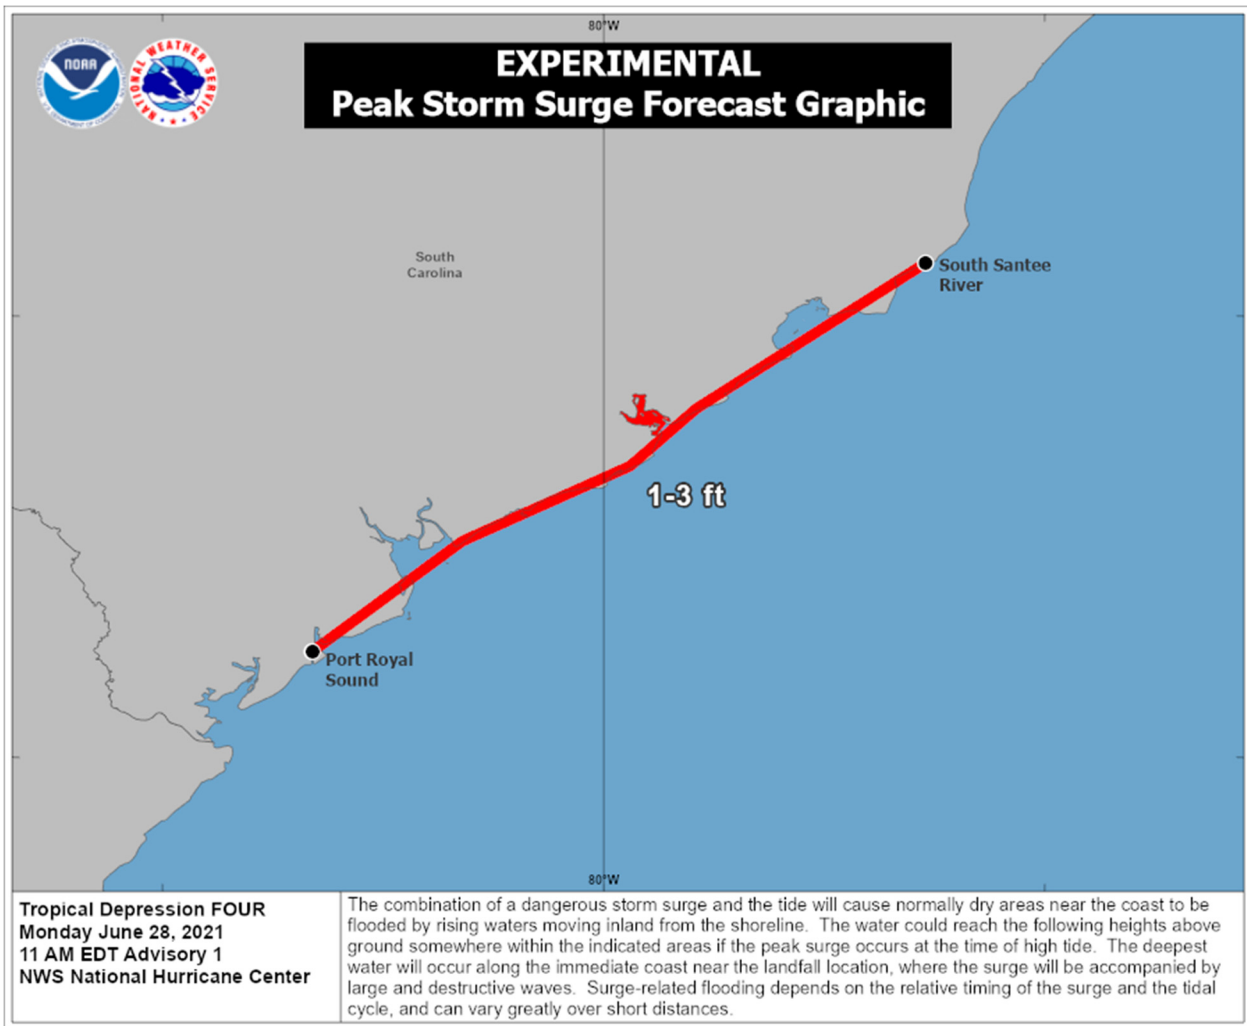 80°W
NOAA
NATIONAL WEATHER SERVICE
EXPERIMENTAL
Peak Storm Surge Forecast Graphic
South
Carolina
South Santee
River
1-3 ft
Port Royal
Sound
80°W
Tropical Depression FOUR
Monday June 28, 2021
11 AM EDT Advisory 1
NWS National Hurricane Center
The combination of a dangerous storm surge and the tide will cause normally dry areas near the coast to be
flooded by rising waters moving inland from the shoreline.  The water could reach the following heights above
ground somewhere within the indicated areas if the peak surge occurs at the time of high tide.  The deepest
water will occur along the immediate coast near the landfall location, where the surge will be accompanied by
large and destructive waves.  Surge-related flooding depends on the relative timing of the surge and the tidal
cycle, and can vary greatly over short distances.